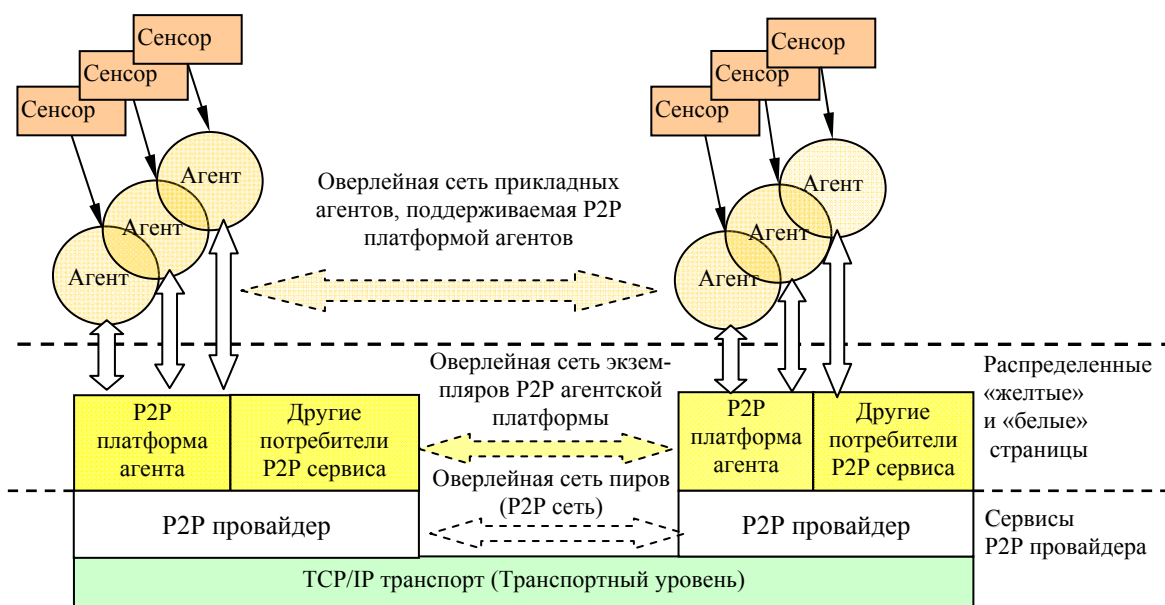 Сенсор
Сенсор
Сенсор
Агент
Агент
Агент
Оверлейная сеть прикладных
агентов, поддерживаемая P2P
платформой агентов
Сенсор
Сенсор
Сенсор
Агент
Агент
Агент
Оверлейная сеть экзем-
пляров P2P агентской
платформы
Распределенные
«желтые»
и «белые»
страницы
P2P
платформа
агента
Другие
потребители
P2P сервиса
P2P
платформа
агента
Другие
потребители
P2P сервиса
Оверлейная сеть пиров
(P2P сеть)
P2P провайдер
P2P провайдер
Сервисы
P2P провайдера
TCP/IP транспорт (Транспортный уровень)